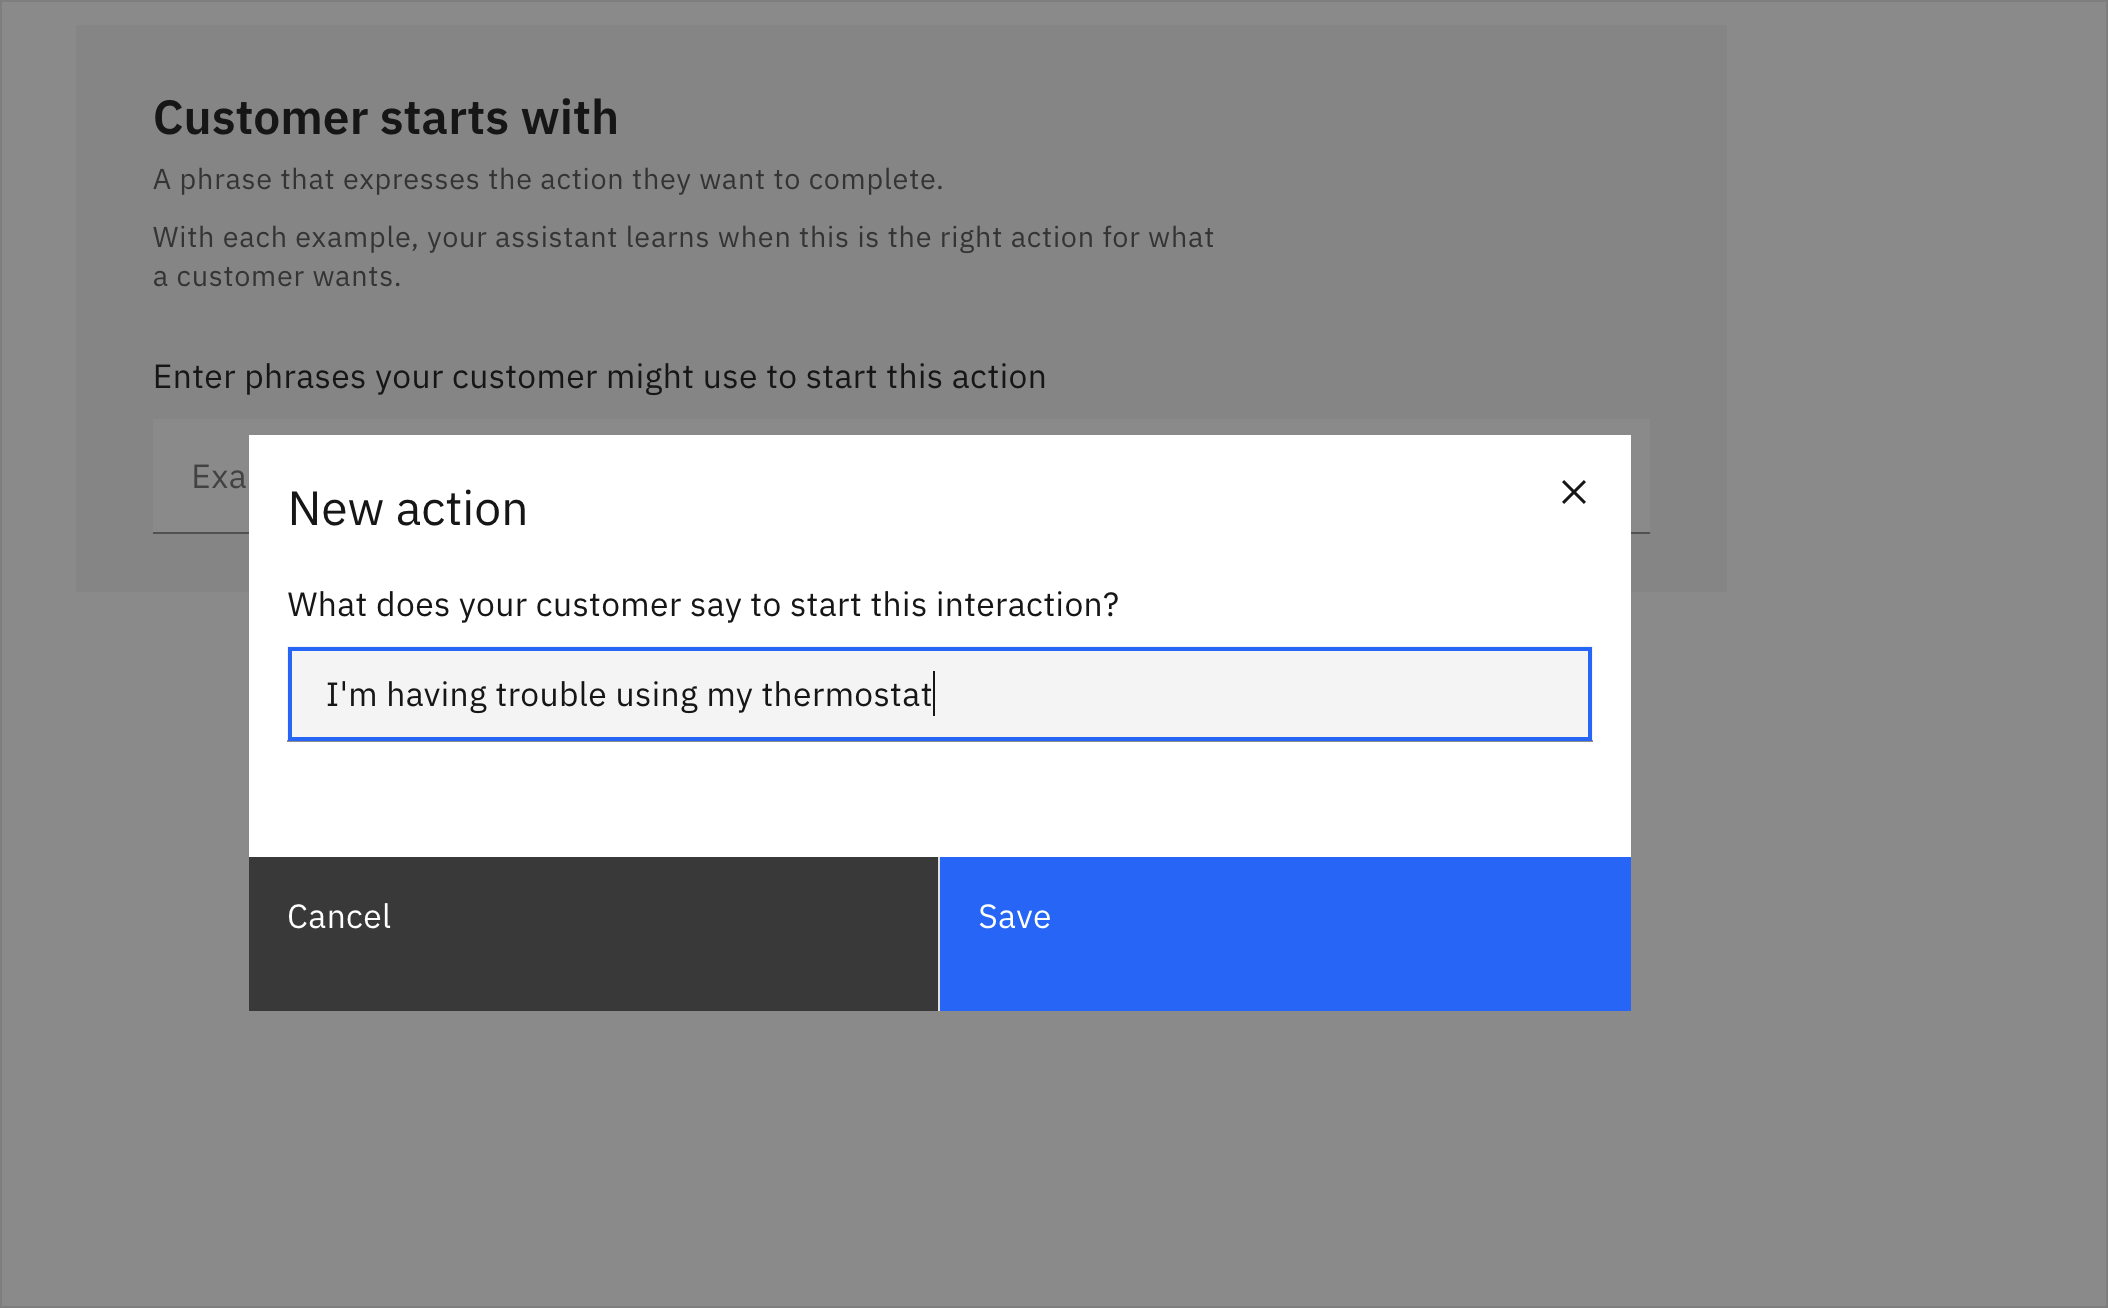 Customer starts with
A phrase that expresses the action they want to complete.
With each example, your assistant learns when this is the right action for what
a customer wants.
Enter phrases your customer might use to start this action
Exa
New action
What does your customer say to start this interaction?
I'm having trouble using my thermostat
Cancel
Save